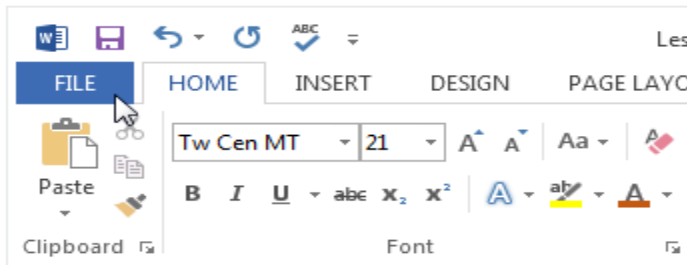 W ABC Les
FILE HOME INSERT DESIGN PAGE LAYO
Tw Cen MT 21 A A Aa
Paste B I U abc X₂ X² A ab A
Clipboard Font